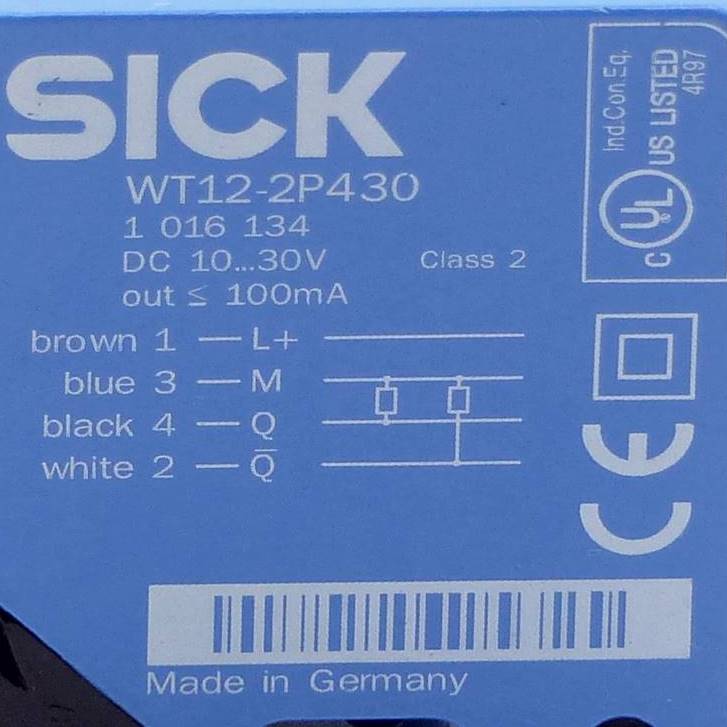 SICK
WT12-2P430
1 016 134
DC 10...30V Class 2
out ≤ 100mA
brown 1 — L+
blue 3 — M
black 4 — Q
white 2 — Q̅
Ind.Con.Eq.
C UL® US LISTED
4R97
CE
Made in Germany